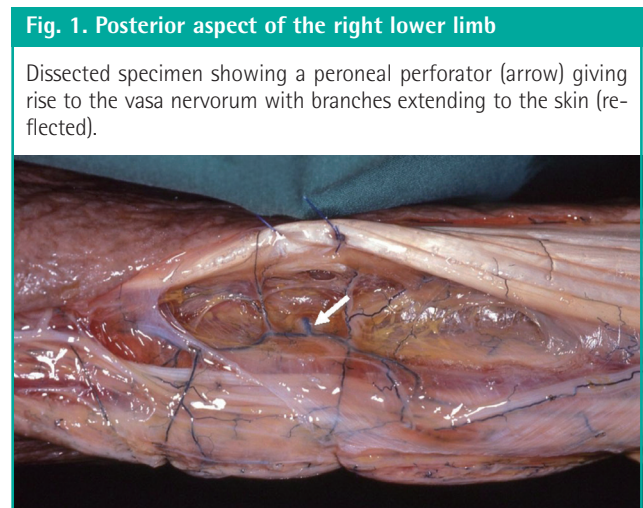 Fig. 1. Posterior aspect of the right lower limb
Dissected specimen showing a peroneal perforator (arrow) giving
rise to the vasa nervorum with branches extending to the skin (re-
flected).